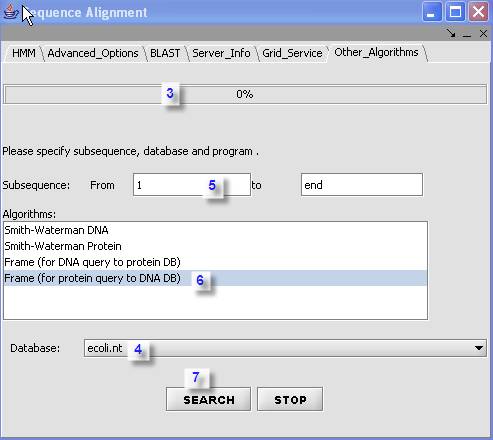 Sequence Alignment
HMM Advanced_Options BLAST Server_Info Grid_Service Other_Algorithms
3 0%
Please specify subsequence, database and program .
Subsequence: From 1 5 to end
Algorithms:
Smith-Waterman DNA
Smith-Waterman Protein
Frame (for DNA query to protein DB)
Frame (for protein query to DNA DB) 6
Database: ecoli.nt 4
7
SEARCH STOP